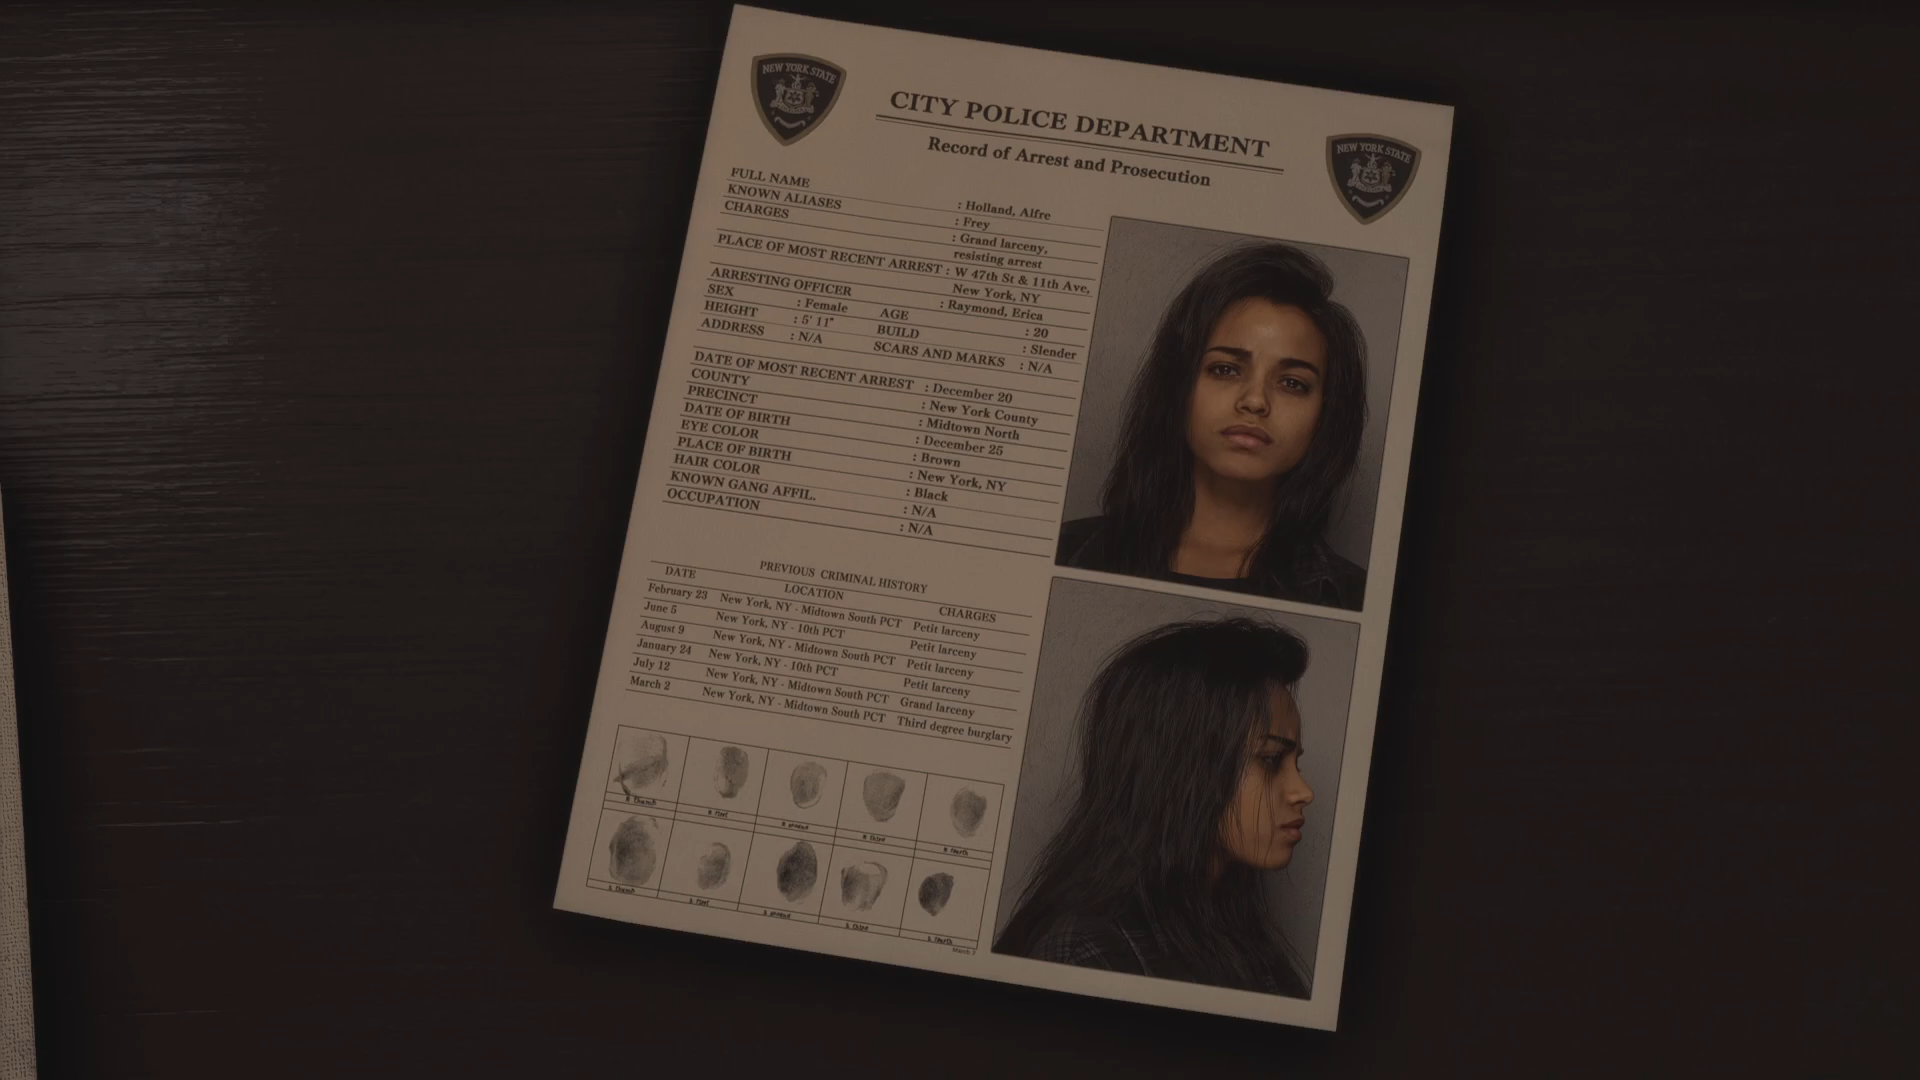 NEW YORK STATE
CITY POLICE DEPARTMENT
Record of Arrest and Prosecution
NEW YORK STATE
FULL NAME : Holland, Alfre
KNOWN ALIASES : Frey
CHARGES : Grand larceny,
resisting arrest
PLACE OF MOST RECENT ARREST : W 47th St & 11th Ave,
New York, NY
ARRESTING OFFICER : Raymond, Erica
SEX : Female AGE : 20
HEIGHT : 5' 11" BUILD : Slender
ADDRESS : N/A SCARS AND MARKS : N/A
DATE OF MOST RECENT ARREST : December 20
COUNTY : New York County
PRECINCT : Midtown North
DATE OF BIRTH : December 25
EYE COLOR : Brown
PLACE OF BIRTH : New York, NY
HAIR COLOR : Black
KNOWN GANG AFFIL. : N/A
OCCUPATION : N/A
PREVIOUS CRIMINAL HISTORY
DATE LOCATION CHARGES
February 23 New York, NY - Midtown South PCT Petit larceny
June 5 New York, NY - 10th PCT Petit larceny
August 9 New York, NY - Midtown South PCT Petit larceny
January 24 New York, NY - 10th PCT Petit larceny
July 12 New York, NY - Midtown South PCT Grand larceny
March 2 New York, NY - Midtown South PCT Third degree burglary